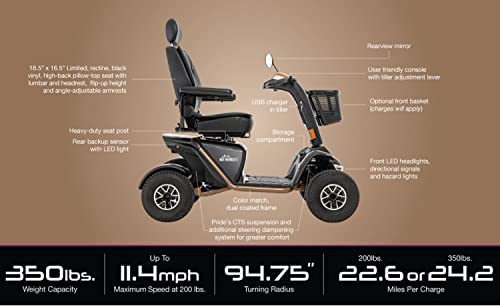 18.5" x 16.5" Limited, recline, black
vinyl, high-back pillow-top seat with
lumbar and headrest, flip-up height
and angle-adjustable armrests
Heavy-duty seat post
Rear backup sensor
with LED light
Rearview mirror
User friendly console
with tiller adjustment lever
USB charger
in tiller
Optional front basket
(charges will apply)
Storage
compartment
Front LED headlights,
directional signals
and hazard lights
Color match,
dual coated frame
Pride's CTS suspension and
additional steering dampening
system for greater comfort
350lbs.
Weight Capacity
Up To
11.4mph
Maximum Speed at 200 lbs.
94.75"
Turning Radius
200lbs. 350lbs.
22.6 or 24.2
Miles Per Charge